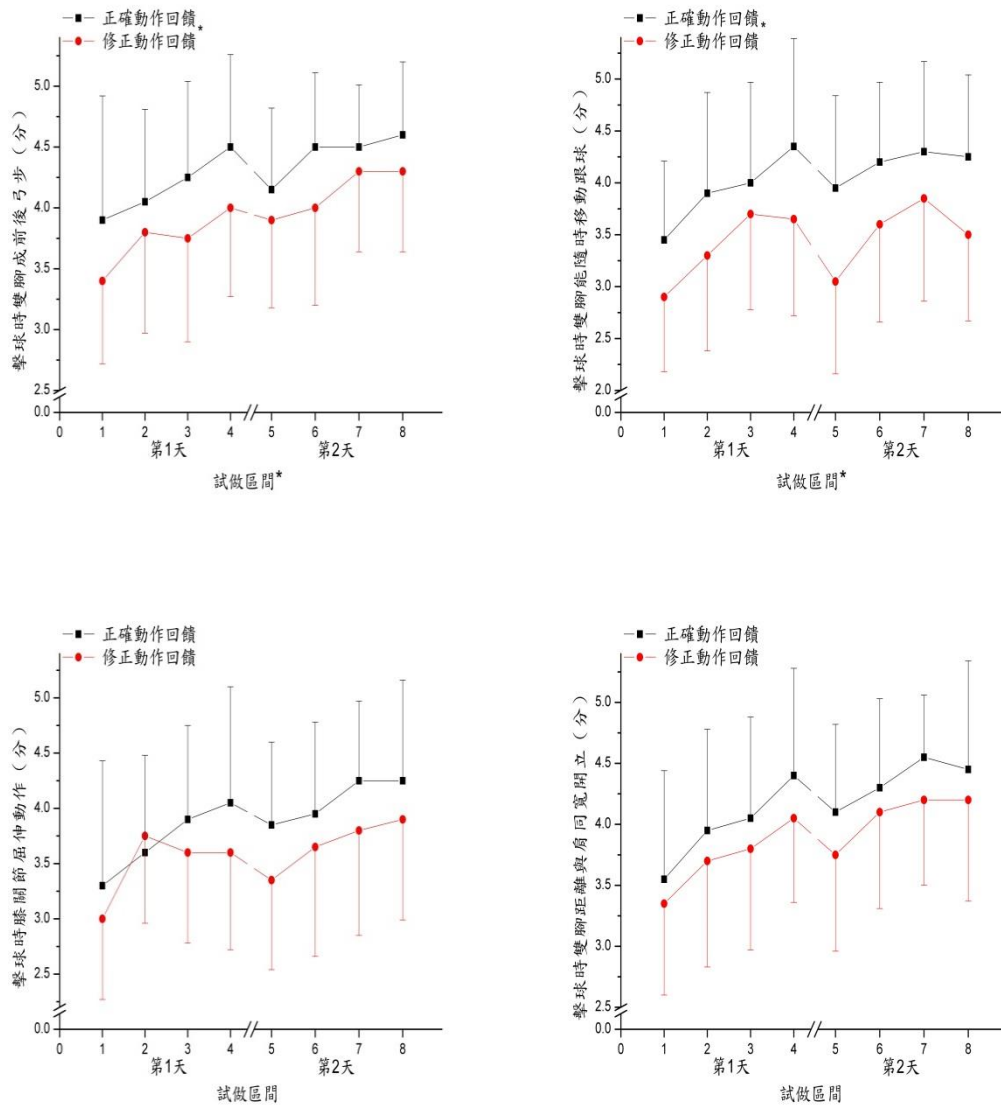 正確動作回饋
修正動作回饋*
擊球時雙腳成前後弓步（分）
5.0
4.5
4.0
3.5
3.0
2.5
0.0
0 1 2 3 4 5 6 7 8
第1天 第2天
試做區間*
正確動作回饋
修正動作回饋*
擊球時雙腳能隨時移動跟球（分）
5.0
4.5
4.0
3.5
3.0
2.5
2.0
0.0
0 1 2 3 4 5 6 7 8
第1天 第2天
試做區間*
正確動作回饋
修正動作回饋
擊球時膝關節屈伸動作（分）
5.0
4.5
4.0
3.5
3.0
2.5
0.0
0 1 2 3 4 5 6 7 8
第1天 第2天
試做區間
正確動作回饋
修正動作回饋
擊球時雙腳距離與肩同寬開立（分）
5.0
4.5
4.0
3.5
3.0
2.5
0.0
0 1 2 3 4 5 6 7 8
第1天 第2天
試做區間